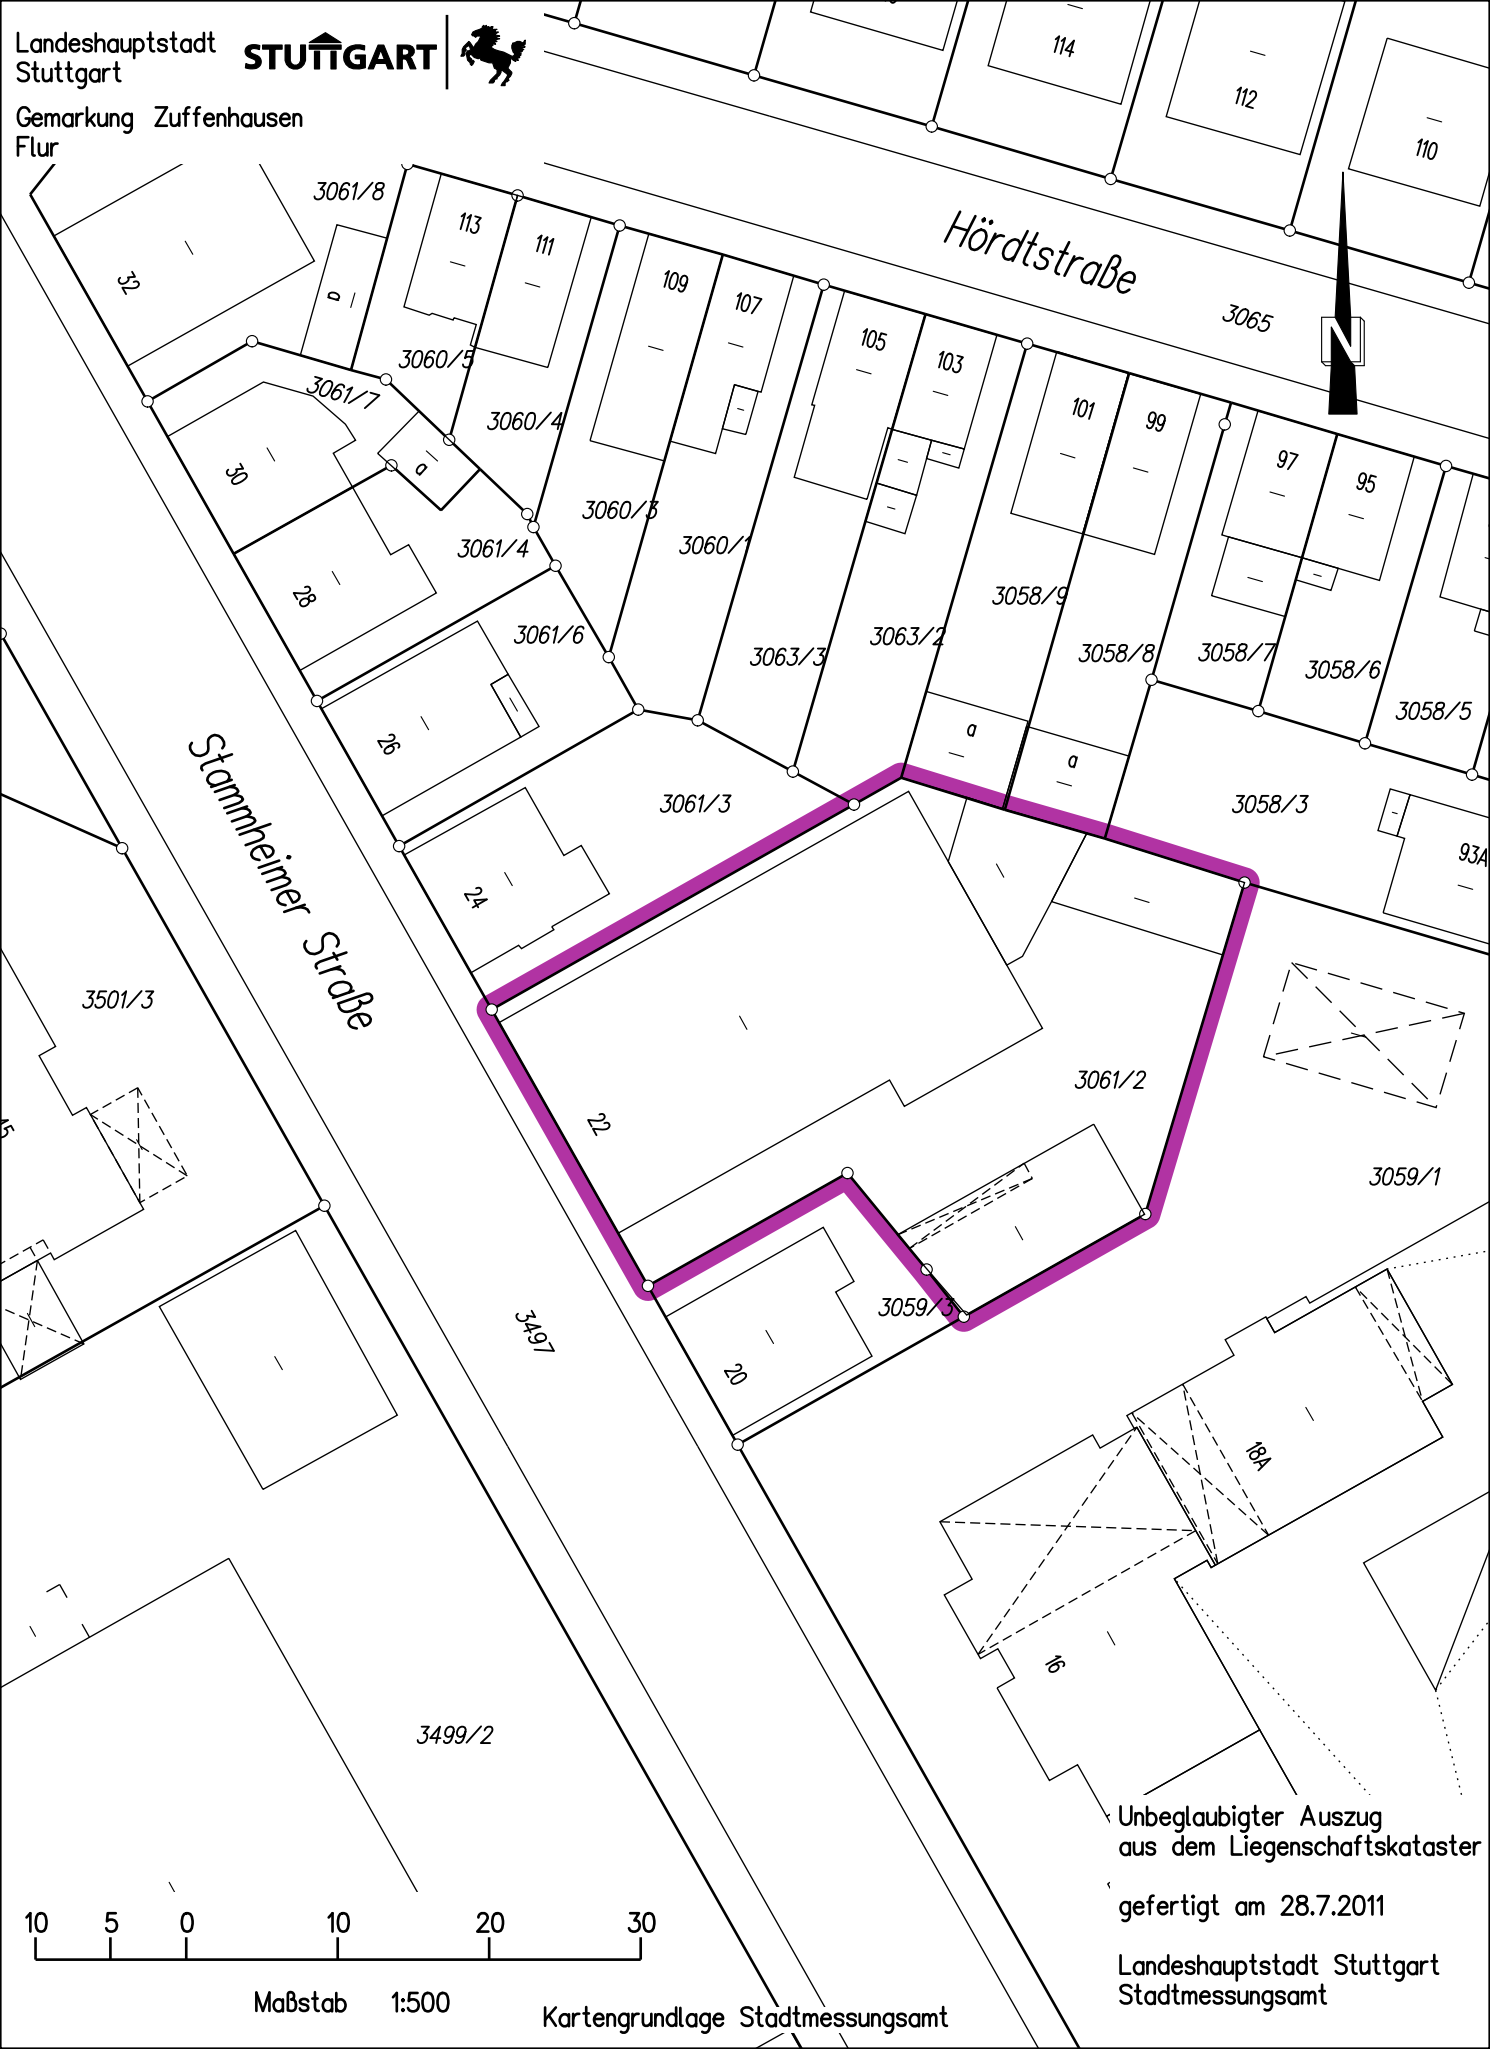 Landeshauptstadt
Stuttgart
STUTTGART
Gemarkung Zuffenhausen
Flur
114
112
110
Hördtstraße
3065
N
3061/8
113
111
109
107
105
103
101
99
97
95
32
D
3060/5
3061/7
3060/4
30
a
3060/3
3060/1
3061/4
28
3058/9
3061/6
3063/3
3063/2
3058/8
3058/7
3058/6
3058/5
26
a
a
3061/3
3058/3
93A
24
Stammheimer Straße
3501/3
3061/2
22
3059/1
3059/3
20
3497
18A
16
3499/2
Unbeglaubigter Auszug
aus dem Liegenschaftskataster
gefertigt am 28.7.2011
Landeshauptstadt Stuttgart
Stadtmessungsamt
10 5 0 10 20 30
Maßstab 1:500
Kartengrundlage Stadtmessungsamt